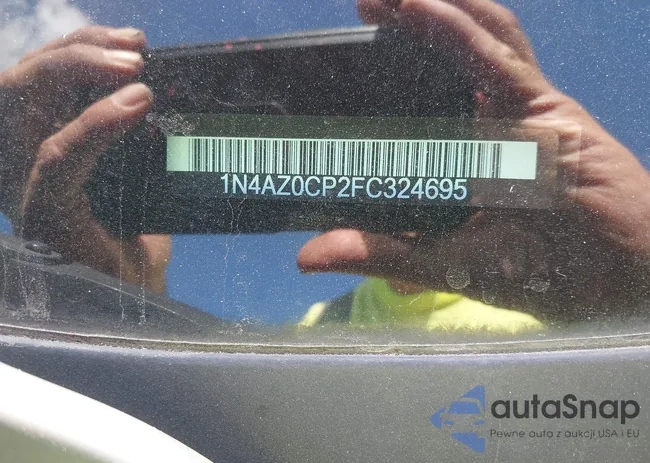 1N4AZ0CP2FC324695
autaSnap
Pewne auta z aukcji USA i EU